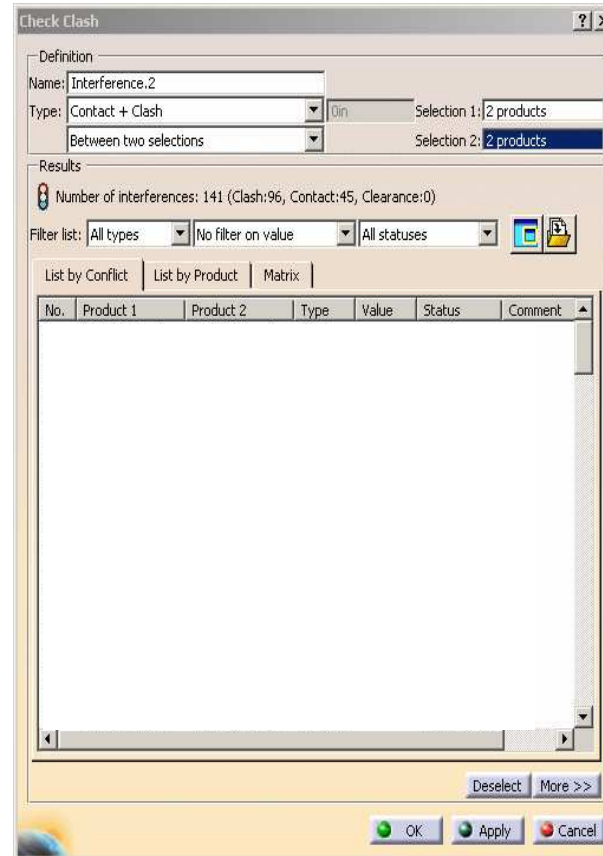 Check Clash ? X
Definition
Name: Interference.2
Type: Contact + Clash 0in Selection 1: 2 products
Between two selections Selection 2: 2 products
Results
Number of interferences: 141 (Clash:96, Contact:45, Clearance:0)
Filter list: All types No filter on value All statuses
List by Conflict List by Product Matrix
No. Product 1 Product 2 Type Value Status Comment
Deselect More >>
OK Apply Cancel